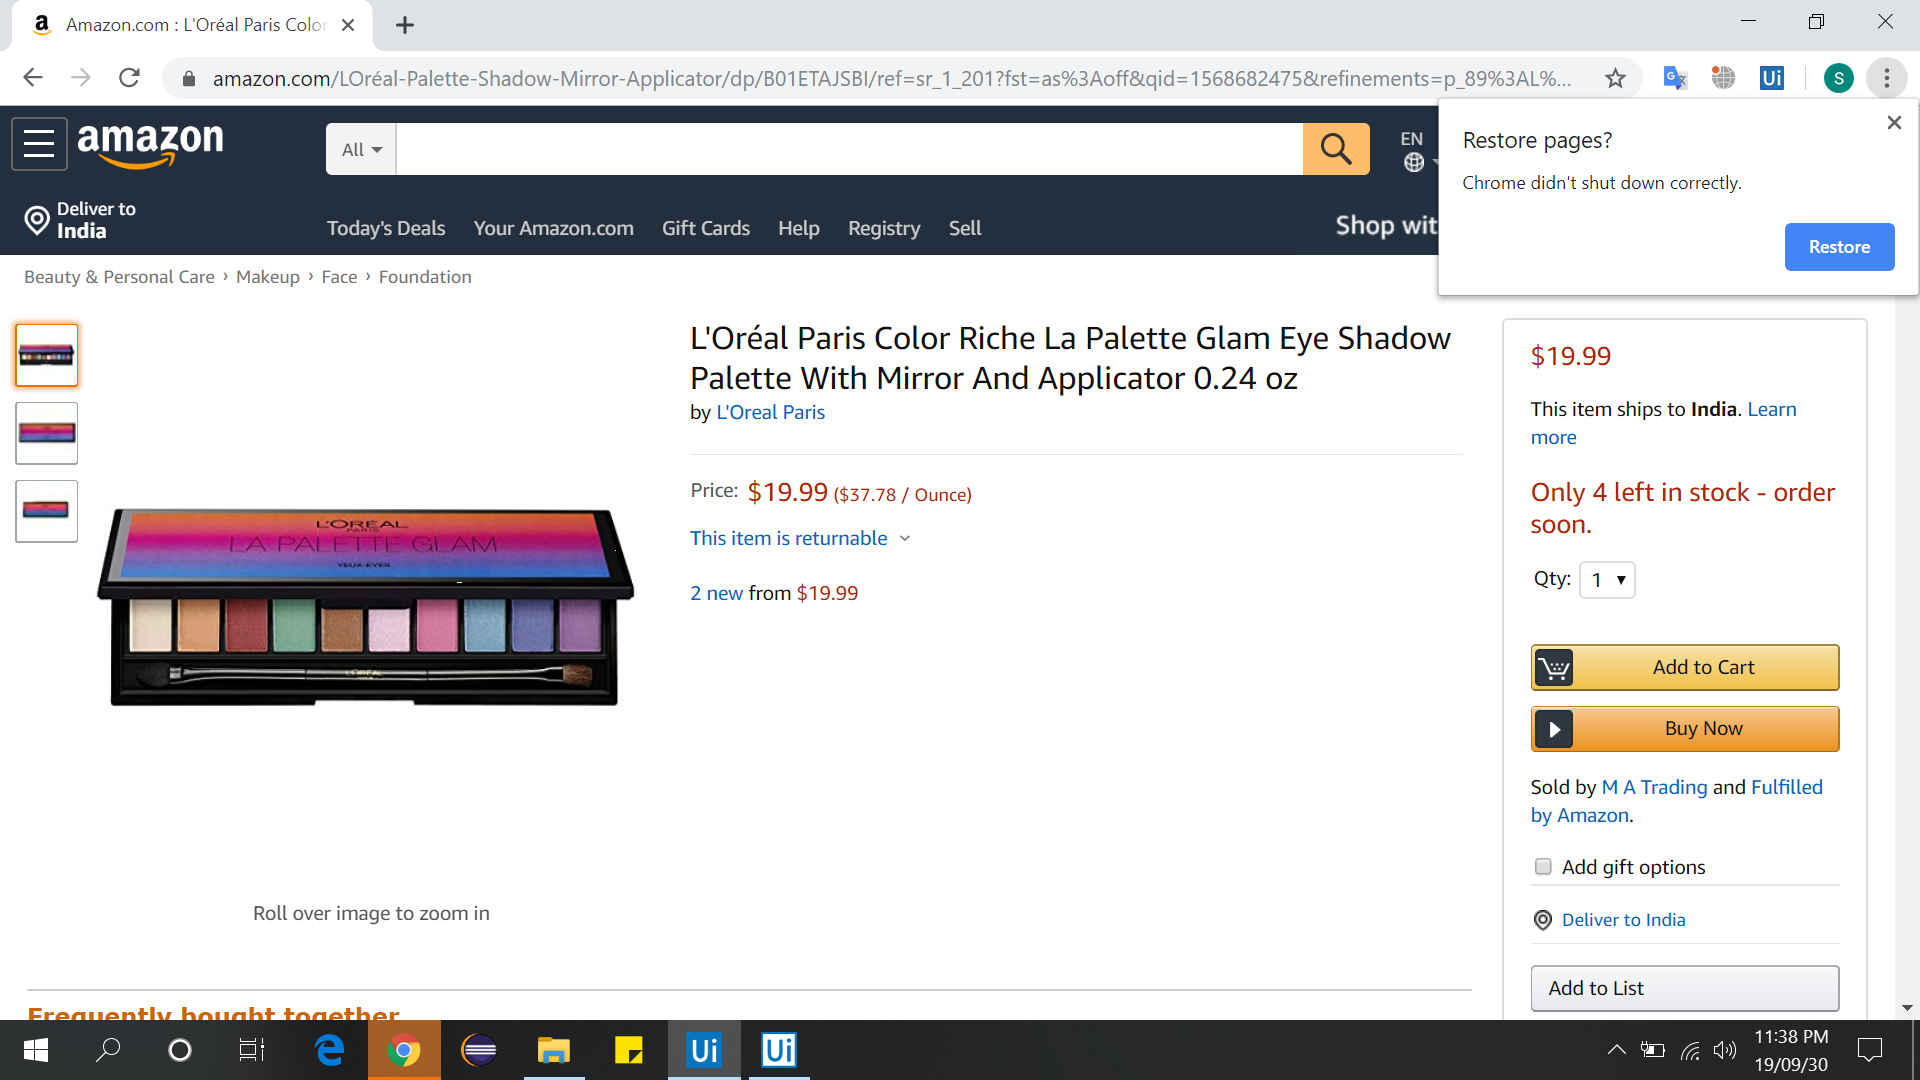 Amazon.com : L'Oréal Paris Color
amazon.com/LOréal-Palette-Shadow-Mirror-Applicator/dp/B01ETAJSBI/ref=sr_1_201?fst=as%3Aoff&qid=1568682475&refinements=p_89%3AL%...
S
Ui
amazon
All
EN
Restore pages?
Chrome didn't shut down correctly.
Restore
Deliver to
India
Today's Deals Your Amazon.com Gift Cards Help Registry Sell
Shop wit
Beauty & Personal Care › Makeup › Face › Foundation
L'Oréal Paris Color Riche La Palette Glam Eye Shadow
Palette With Mirror And Applicator 0.24 oz
by L'Oreal Paris
Price: $19.99 ($37.78 / Ounce)
This item is returnable
2 new from $19.99
L'ORÉAL
PARIS
LA PALETTE GLAM
YEUX-EYES
L'ORÉAL
Roll over image to zoom in
$19.99
This item ships to India. Learn
more
Only 4 left in stock - order
soon.
Qty: 1
Add to Cart
Buy Now
Sold by M A Trading and Fulfilled
by Amazon.
Add gift options
Deliver to India
Add to List
Frequently bought together
Ui
Ui
11:38 PM
19/09/30